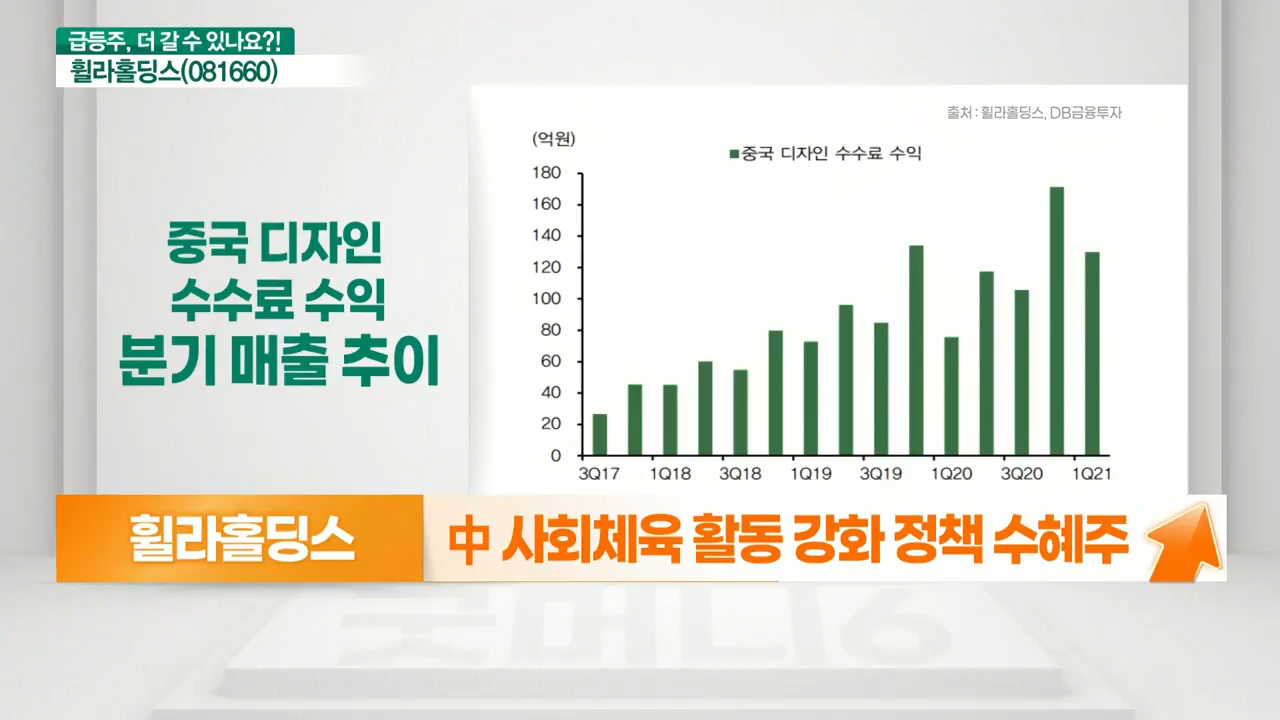 급등주, 더 갈 수 있나요?!
휠라홀딩스(081660)
출처 : 휠라홀딩스, DB금융투자
(억원)
중국 디자인 수수료 수익
180
160
140
120
100
80
60
40
20
0
3Q17 1Q18 3Q18 1Q19 3Q19 1Q20 3Q20 1Q21
중국 디자인
수수료 수익
분기 매출 추이
휠라홀딩스
中 사회체육 활동 강화 정책 수혜주
굿머니6